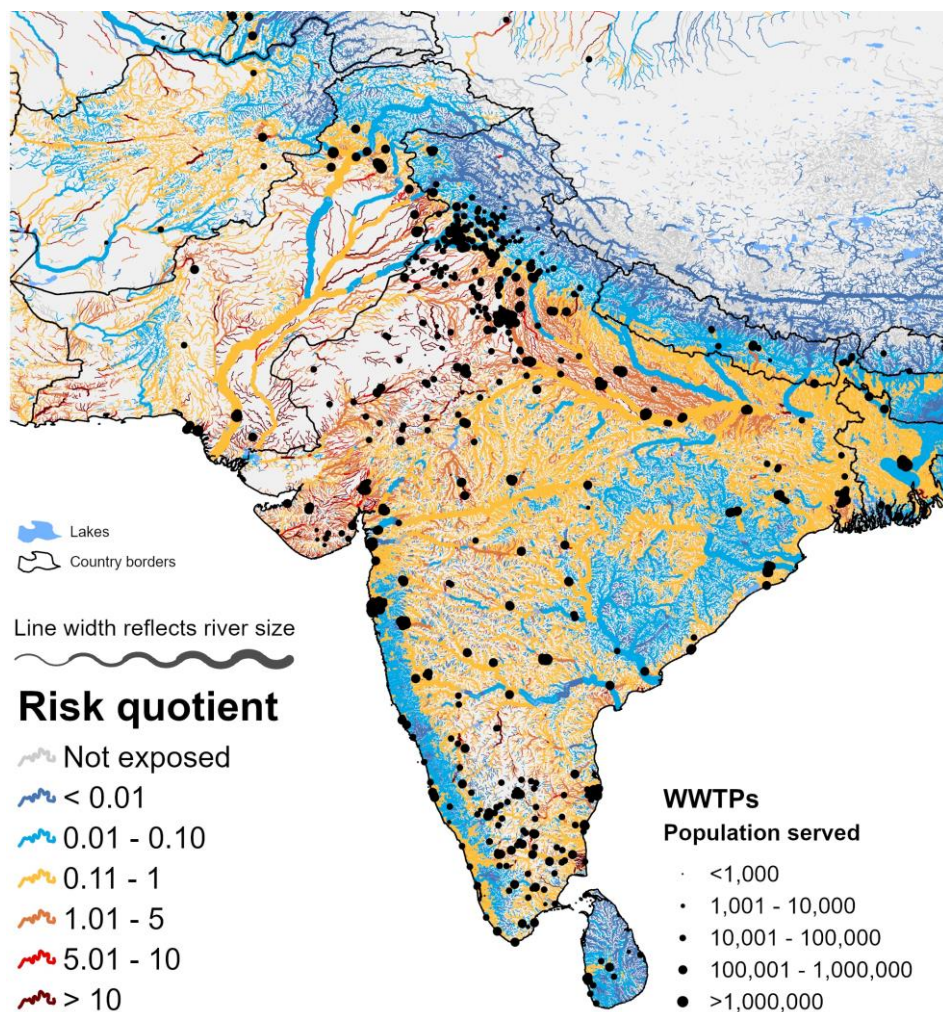 Lakes
Country borders
Line width reflects river size
Risk quotient
Not exposed
< 0.01
0.01 - 0.10
0.11 - 1
1.01 - 5
5.01 - 10
> 10
WWTPs
Population served
<1,000
1,001 - 10,000
10,001 - 100,000
100,001 - 1,000,000
>1,000,000